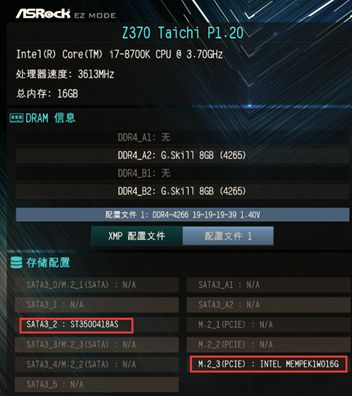 ASRock EZ MODE
Z370 Taichi P1.20
Intel(R) Core(TM) i7-8700K CPU @ 3.70GHz
处理器速度: 3613MHz
总内存: 16GB
DRAM 信息
DDR4_A1: 无
DDR4_A2: G.Skill 8GB (4265)
DDR4_B1: 无
DDR4_B2: G.Skill 8GB (4265)
配置文件 1: DDR4-4266 19-19-19-39 1.40V
XMP 配置文件 配置文件 1
存储配置
SATA3_0/M.2_1(SATA) : N/A SATA3_A1 : N/A
SATA3_1 : N/A SATA3_A2 : N/A
SATA3_2 : ST3500418AS M.2_1(PCIE) : N/A
SATA3_3/M.2_2(SATA) : N/A M.2_2(PCIE) : N/A
SATA3_4/M.2_2(SATA) : N/A M.2_3(PCIE) : INTEL MEMPEK1W016G
SATA3_5 : N/A